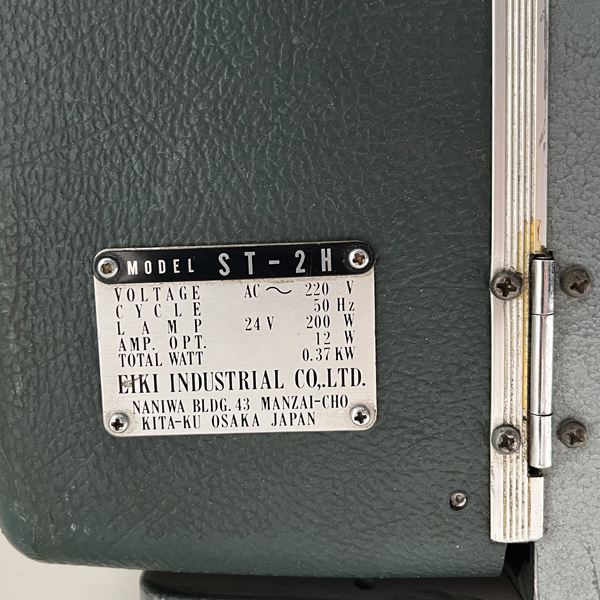 MODEL ST-2H
VOLTAGE AC ~ 220 V
CYCLE 50 Hz
LAMP 24 V 200 W
AMP. OPT. 12 W
TOTAL WATT 0.37 KW
EIKI INDUSTRIAL CO,.LTD.
NANIWA BLDG. 43 MANZAI-CHO
KITA-KU OSAKA JAPAN